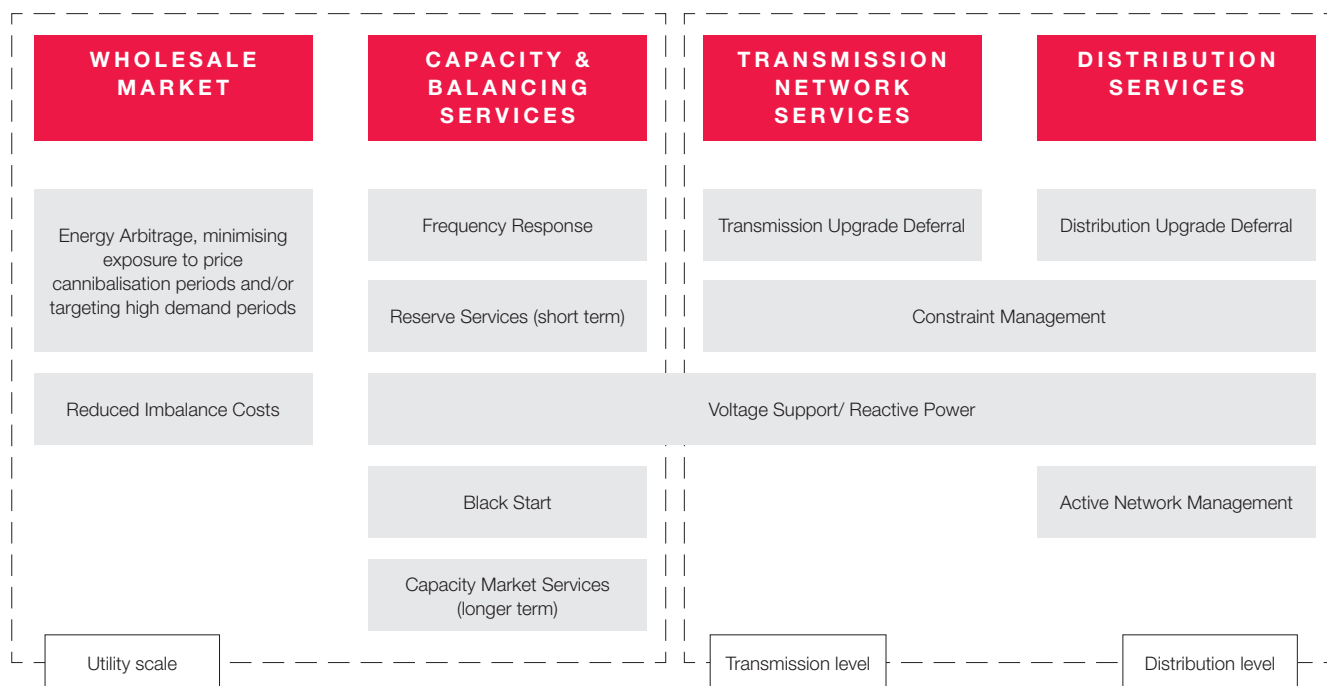 WHOLESALE
MARKET
CAPACITY &
BALANCING
SERVICES
TRANSMISSION
NETWORK
SERVICES
DISTRIBUTION
SERVICES
Energy Arbitrage, minimising
exposure to price
cannibalisation periods and/or
targeting high demand periods
Frequency Response
Transmission Upgrade Deferral
Distribution Upgrade Deferral
Reserve Services (short term)
Constraint Management
Reduced Imbalance Costs
Voltage Support/ Reactive Power
Black Start
Active Network Management
Capacity Market Services
(longer term)
Utility scale
Transmission level
Distribution level